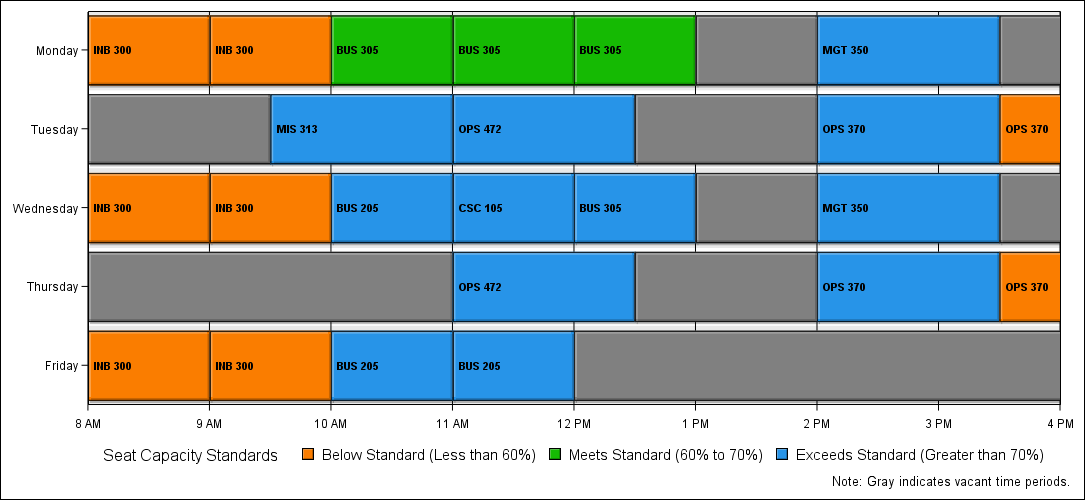 Monday INB 300 INB 300 BUS 305 BUS 305 BUS 305 MGT 350
Tuesday MIS 313 OPS 472 OPS 370 OPS 370
Wednesday INB 300 INB 300 BUS 205 CSC 105 BUS 305 MGT 350
Thursday OPS 472 OPS 370 OPS 370
Friday INB 300 INB 300 BUS 205 BUS 205
8 AM 9 AM 10 AM 11 AM 12 PM 1 PM 2 PM 3 PM 4 PM
Seat Capacity Standards Below Standard (Less than 60%) Meets Standard (60% to 70%) Exceeds Standard (Greater than 70%)
Note: Gray indicates vacant time periods.